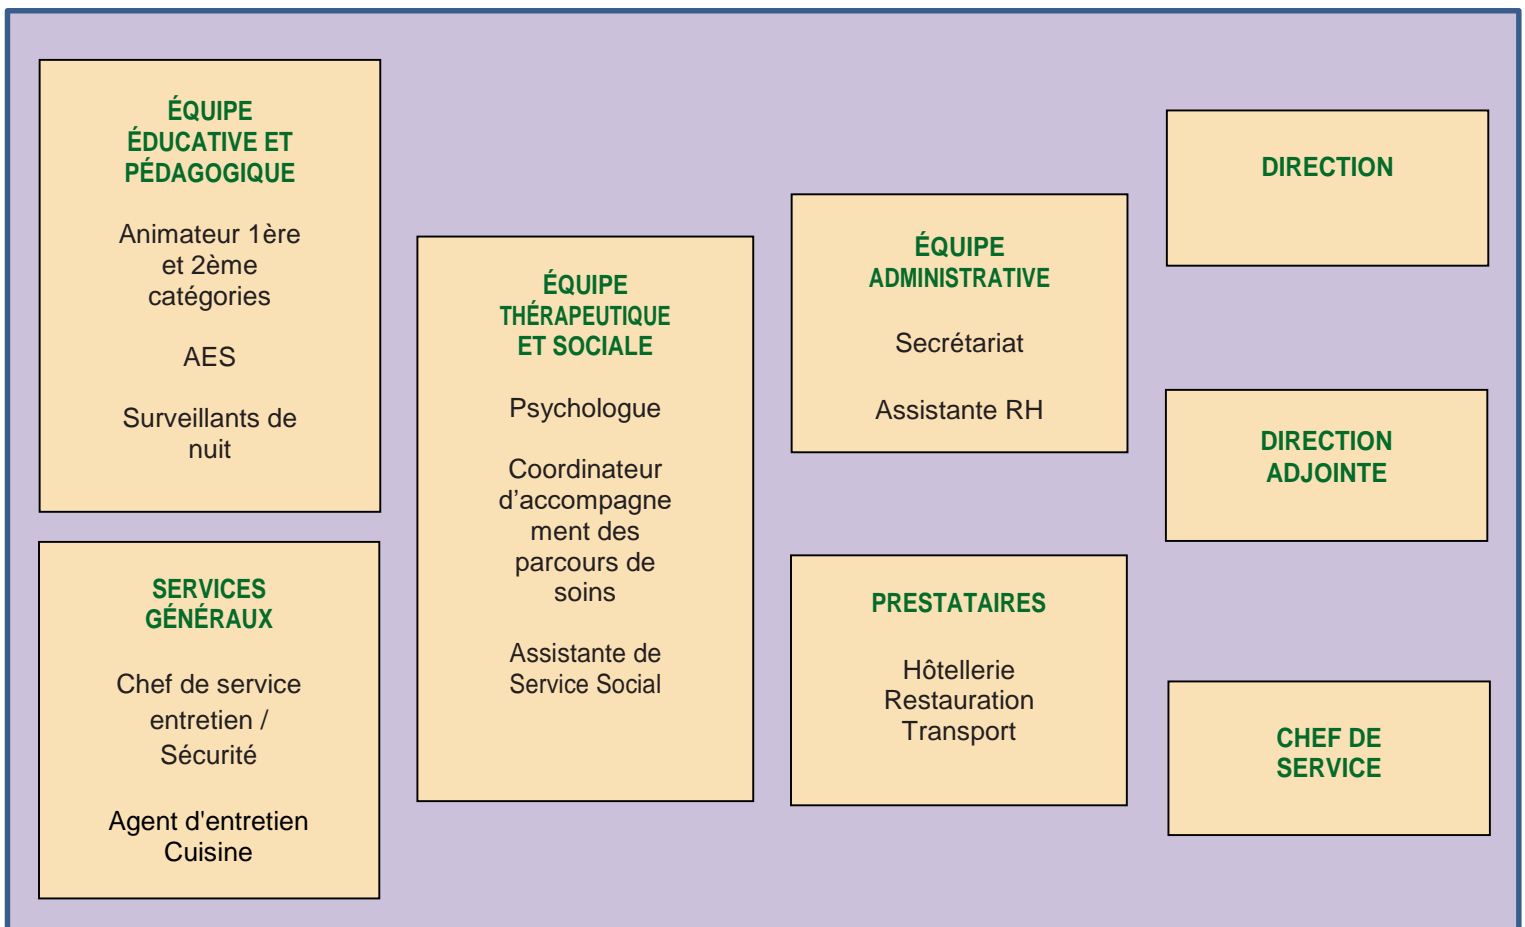 ÉQUIPE
ÉDUCATIVE ET
PÉDAGOGIQUE
Animateur 1ère
et 2ème
catégories
AES
Surveillants de
nuit
SERVICES
GÉNÉRAUX
Chef de service
entretien /
Sécurité
Agent d'entretien
Cuisine
ÉQUIPE
THÉRAPEUTIQUE
ET SOCIALE
Psychologue
Coordinateur
d’accompagne
ment des
parcours de
soins
Assistante de
Service Social
ÉQUIPE
ADMINISTRATIVE
Secrétariat
Assistante RH
PRESTATAIRES
Hôtellerie
Restauration
Transport
DIRECTION
DIRECTION
ADJOINTE
CHEF DE
SERVICE